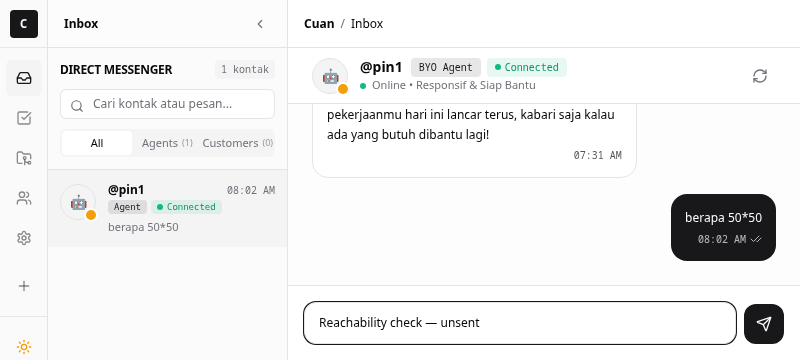 C
Inbox
Cuan / Inbox
DIRECT MESSENGER
1 kontak
Cari kontak atau pesan...
All
Agents (1)
Customers (0)
@pin1
08:02 AM
Agent
Connected
berapa 50*50
@pin1
BYO Agent
Connected
Online • Responsif & Siap Bantu
pekerjaanmu hari ini lancar terus, kabari saja kalau
ada yang butuh dibantu lagi!
07:31 AM
berapa 50*50
08:02 AM
Reachability check — unsent